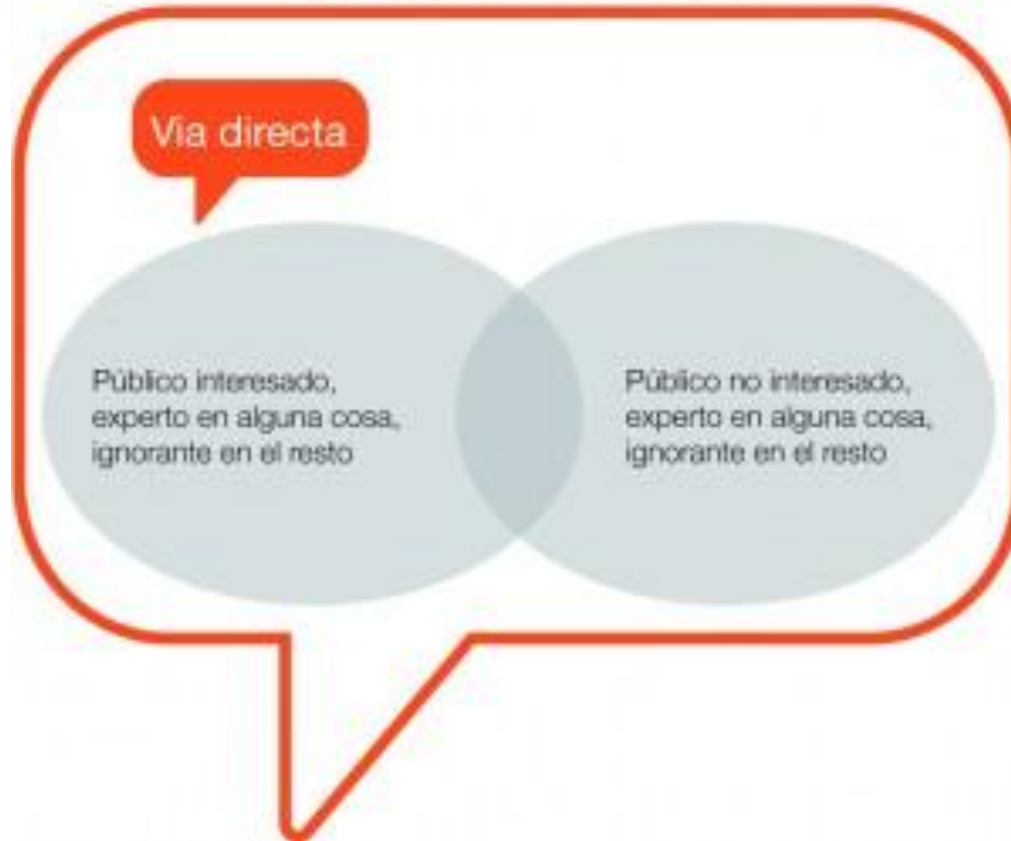 Via directa
Público interesado,
experto en alguna cosa,
ignorante en el resto
Público no interesado,
experto en alguna cosa,
ignorante en el resto